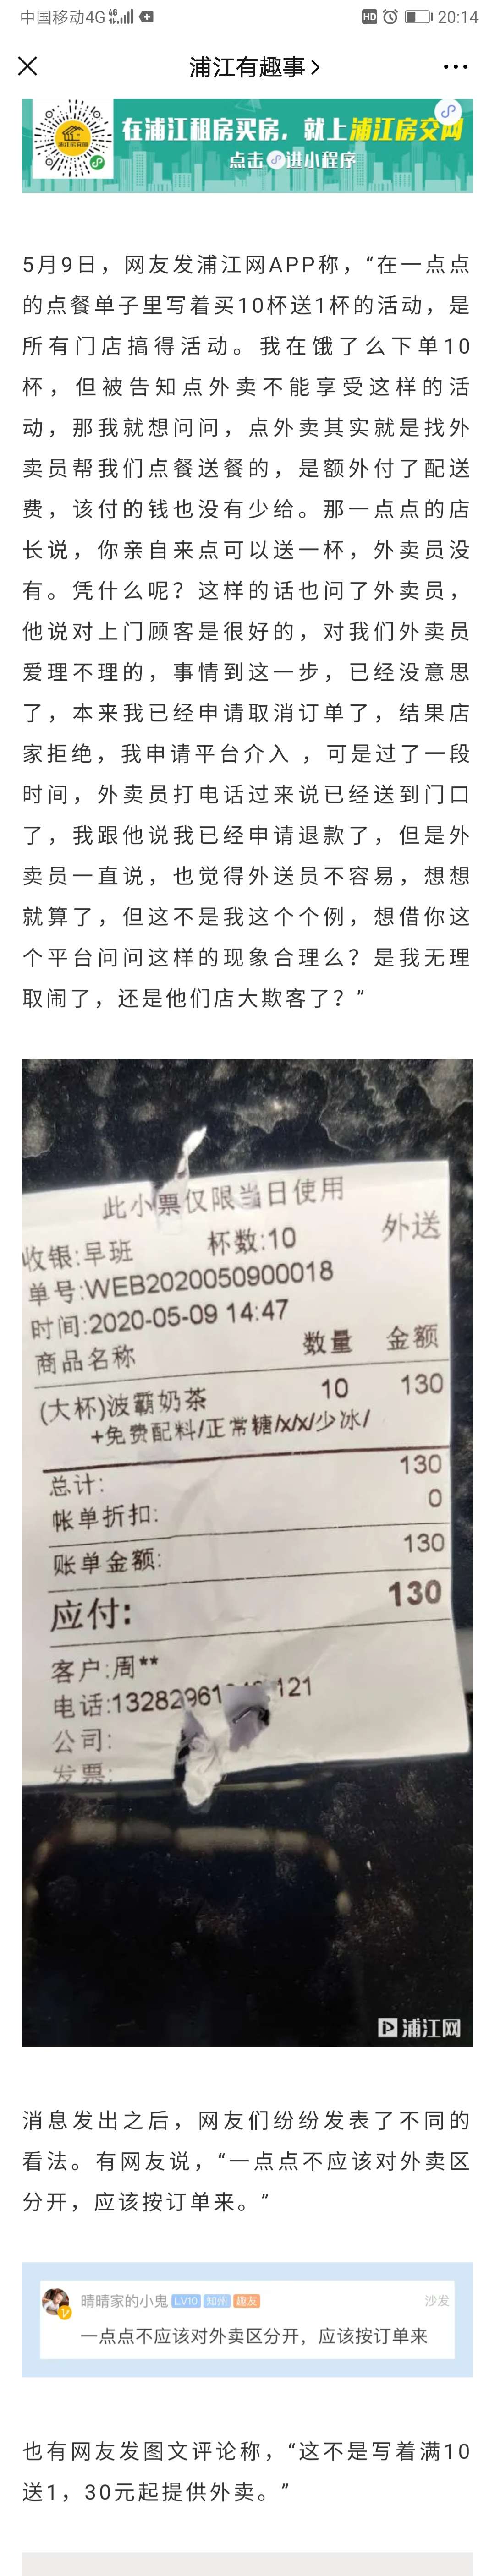 中国移动4G 4G HD 20:14
浦江有趣事
在浦江租房买房，就上浦江房交网
点击 进小程序
5月9日，网友发浦江网APP称，“在一点点
的点餐单子里写着买10杯送1杯的活动，是
所有门店搞得活动。我在饿了么下单10
杯，但被告知点外卖不能享受这样的活
动，那我就想问问，点外卖其实就是找外
卖员帮我们点餐送餐的，是额外付了配送
费，该付的钱也没有少给。那一点点的店
长说，你亲自来点可以送一杯，外卖员没
有。凭什么呢？这样的话也问了外卖员，
他说对上门顾客是很好的，对我们外卖员
爱理不理的，事情到这一步，已经没意思
了，本来我已经申请取消订单了，结果店
家拒绝，我申请平台介入 ，可是过了一段
时间，外卖员打电话过来说已经送到门口
了，我跟他说我已经申请退款了，但是外
卖员一直说，也觉得外送员不容易，想想
就算了，但这不是我这个个例，想借你这
个平台问问这样的现象合理么？是我无理
取闹了，还是他们店大欺客了？”
此小票仅限当日使用
收银:早班 杯数:10 外送
单号:WEB2020050900018
时间:2020-05-09 14:47
商品名称 数量 金额
(大杯)波霸奶茶 10 130
+免费配料/正常糖/x/x/少冰/
总计: 130
帐单折扣: 0
账单金额: 130
应付: 130
客户:周**
电话:13282961 121
公司:
发票:
浦江网
消息发出之后，网友们纷纷发表了不同的
看法。有网友说，“一点点不应该对外卖区
分开，应该按订单来。”
晴晴家的小鬼 LV10 知州 趣友 沙发
一点点不应该对外卖区分开，应该按订单来
也有网友发图文评论称，“这不是写着满10
送1，30元起提供外卖。”